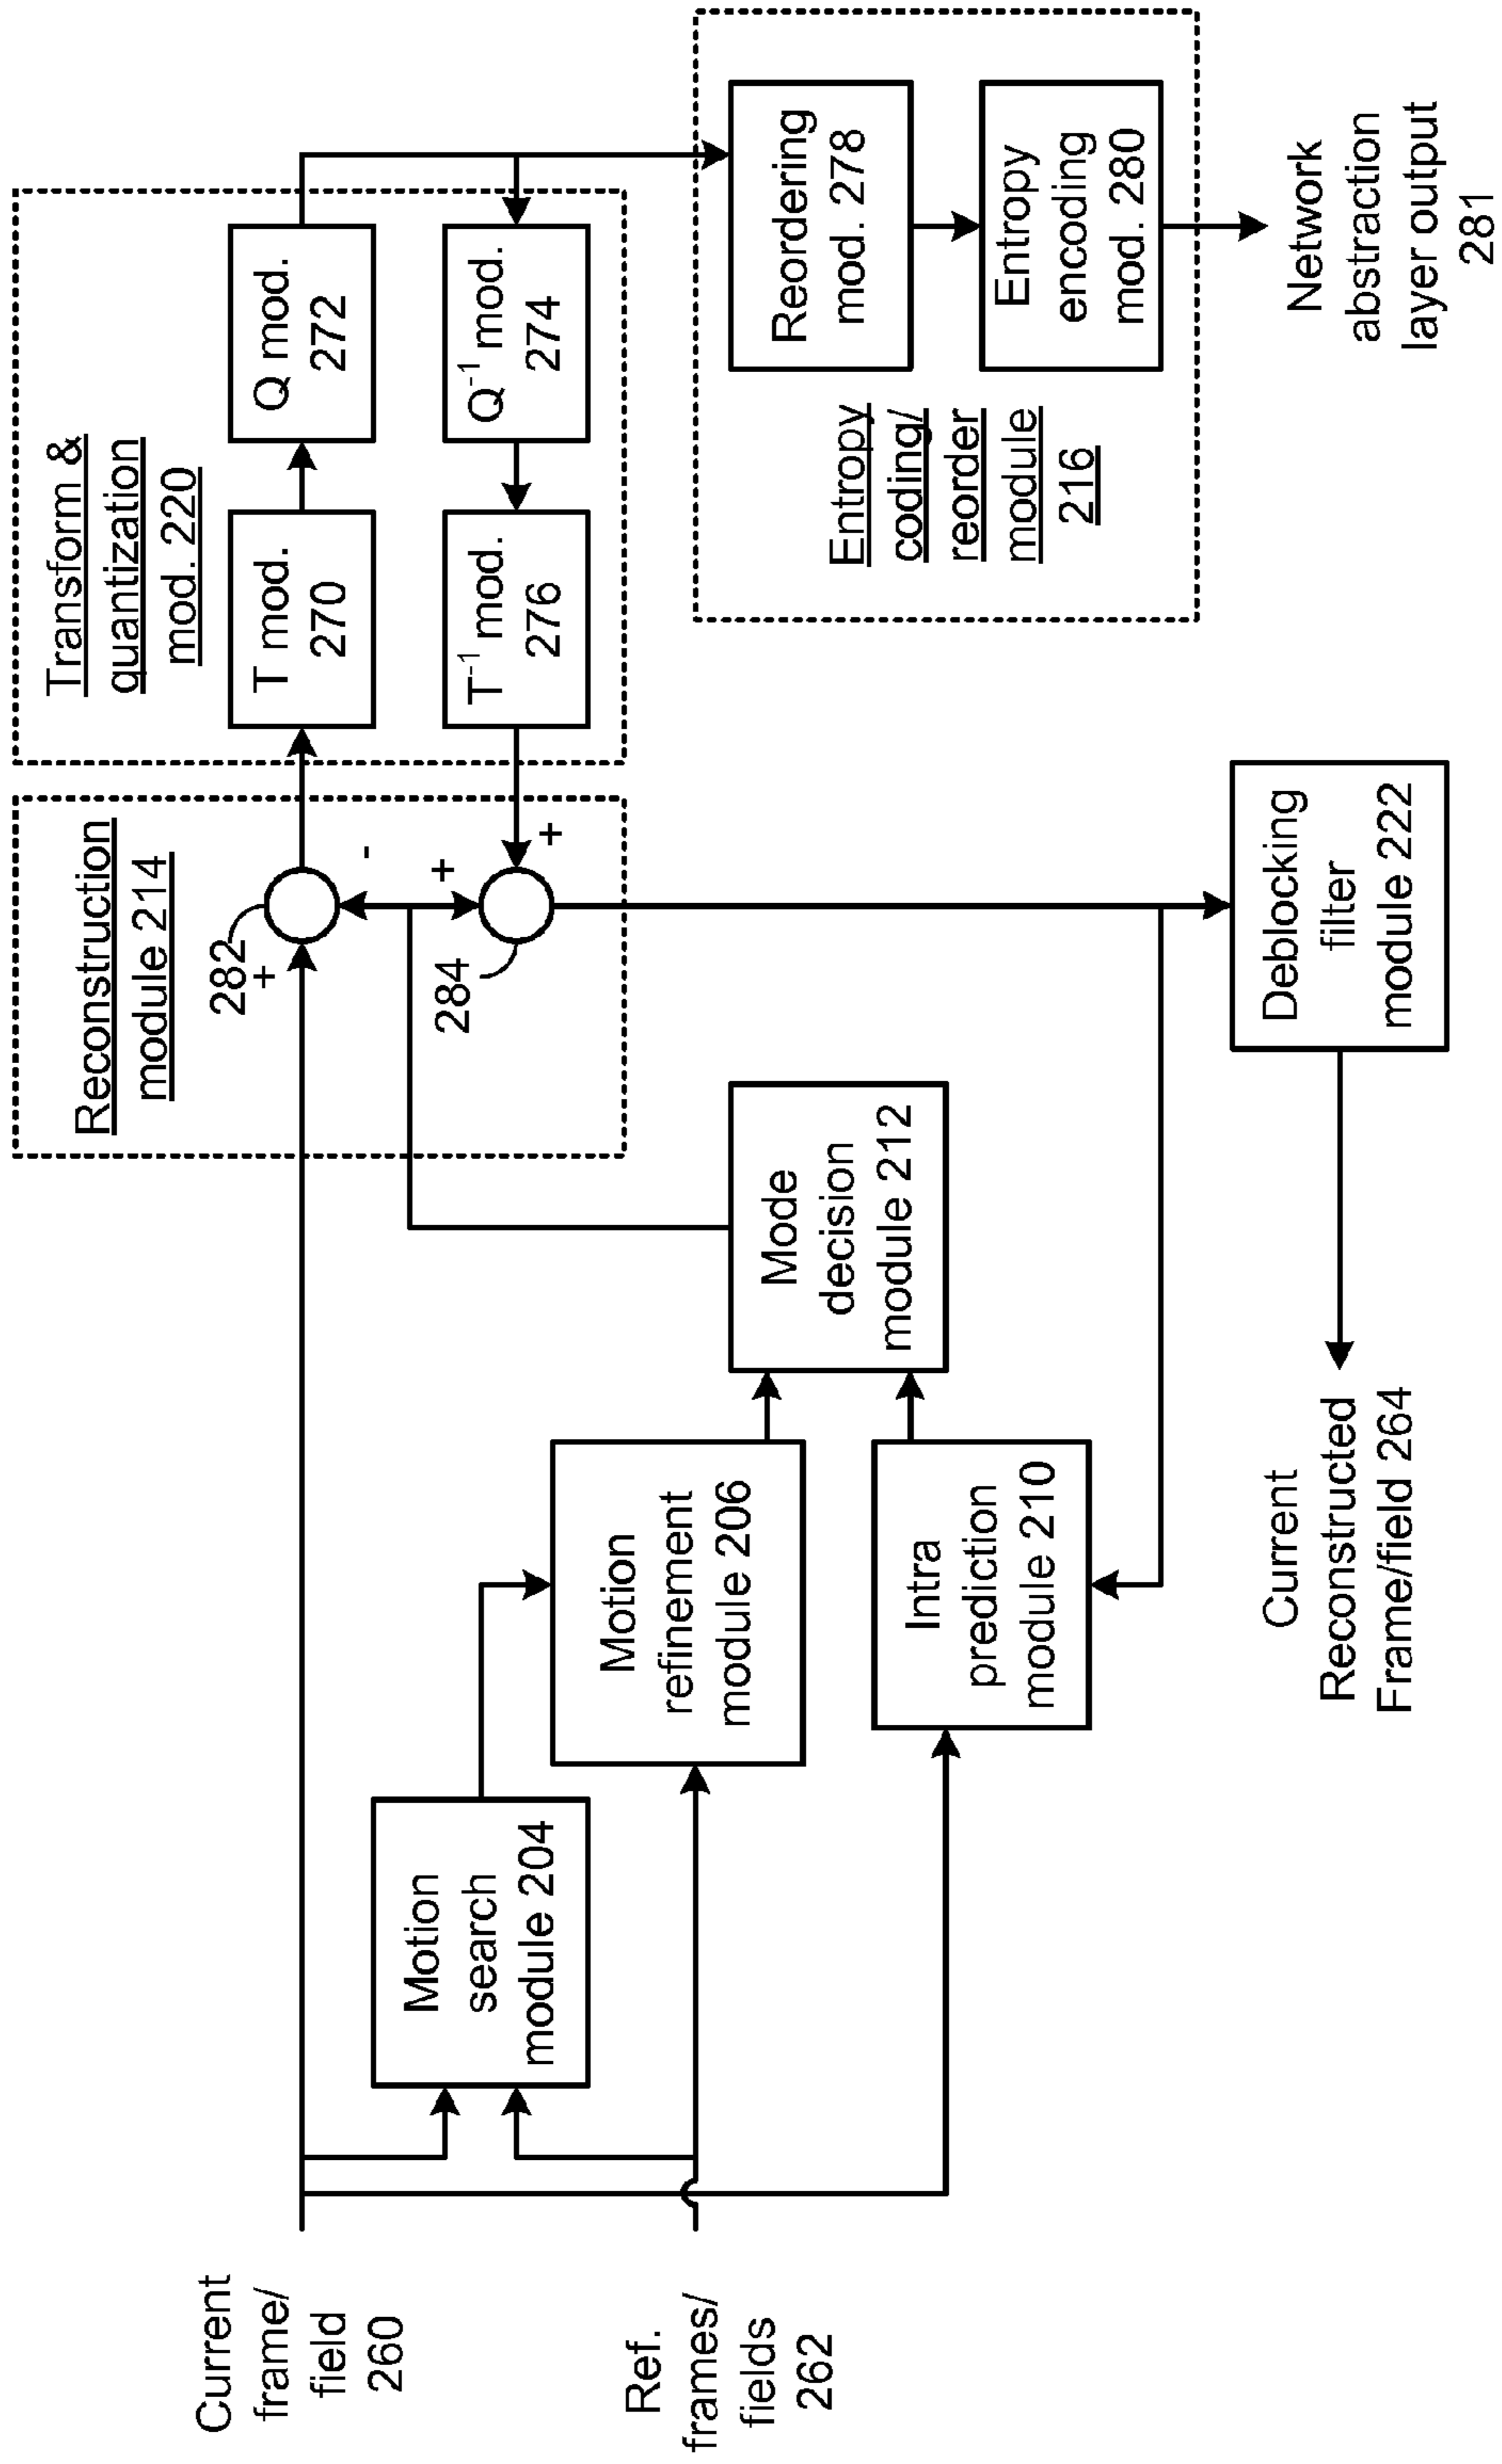 Current
frame/
field
260
Ref.
frames/
fields
262
Motion
search
module 204
Motion
refinement
module 206
Intra
prediction
module 210
Mode
decision
module 212
Reconstruction
module 214
282
+
-
+
284
+
Transform &
quantization
mod. 220
T mod.
270
Q mod.
272
T⁻¹ mod.
276
Q⁻¹ mod.
274
Entropy
coding/
reorder
module
216
Reordering
mod. 278
Entropy
encoding
mod. 280
Network
abstraction
layer output
281
Deblocking
filter
module 222
Current
Reconstructed
Frame/field 264